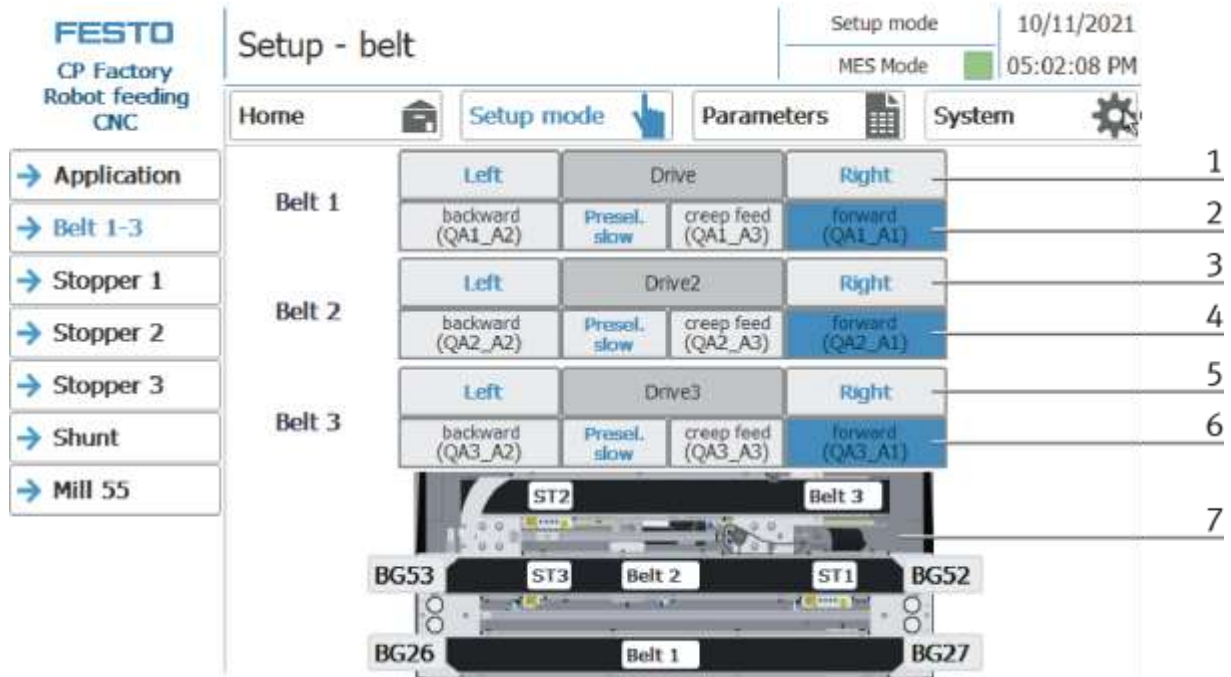 FESTO
CP Factory
Robot feeding
CNC
Setup - belt
Setup mode
10/11/2021
MES Mode
05:02:08 PM
Home
Setup mode
Parameters
System
Application
Belt 1-3
Stopper 1
Stopper 2
Stopper 3
Shunt
Mill 55
Belt 1
Left
Drive
Right
1
backward
(QA1_A2)
Presel.
slow
creep feed
(QA1_A3)
forward
(QA1_A1)
2
Belt 2
Left
Drive2
Right
3
backward
(QA2_A2)
Presel.
slow
creep feed
(QA2_A3)
forward
(QA2_A1)
4
Belt 3
Left
Drive3
Right
5
backward
(QA3_A2)
Presel.
slow
creep feed
(QA3_A3)
forward
(QA3_A1)
6
ST2
Belt 3
7
BG53
ST3
Belt 2
ST1
BG52
BG26
Belt 1
BG27